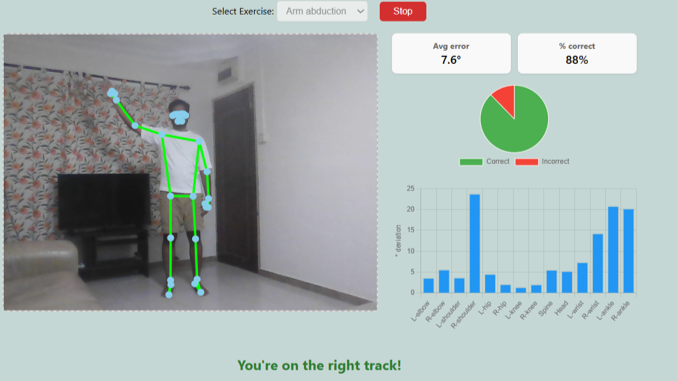 Select Exercise: Arm abduction Stop
Avg error
7.6°
% correct
88%
Correct Incorrect
25
20
15
10
5
0
° deviation
L-elbow
R-elbow
L-shoulder
R-shoulder
L-hip
R-hip
L-knee
R-knee
Spine
Head
L-wrist
R-wrist
L-ankle
R-ankle
You're on the right track!